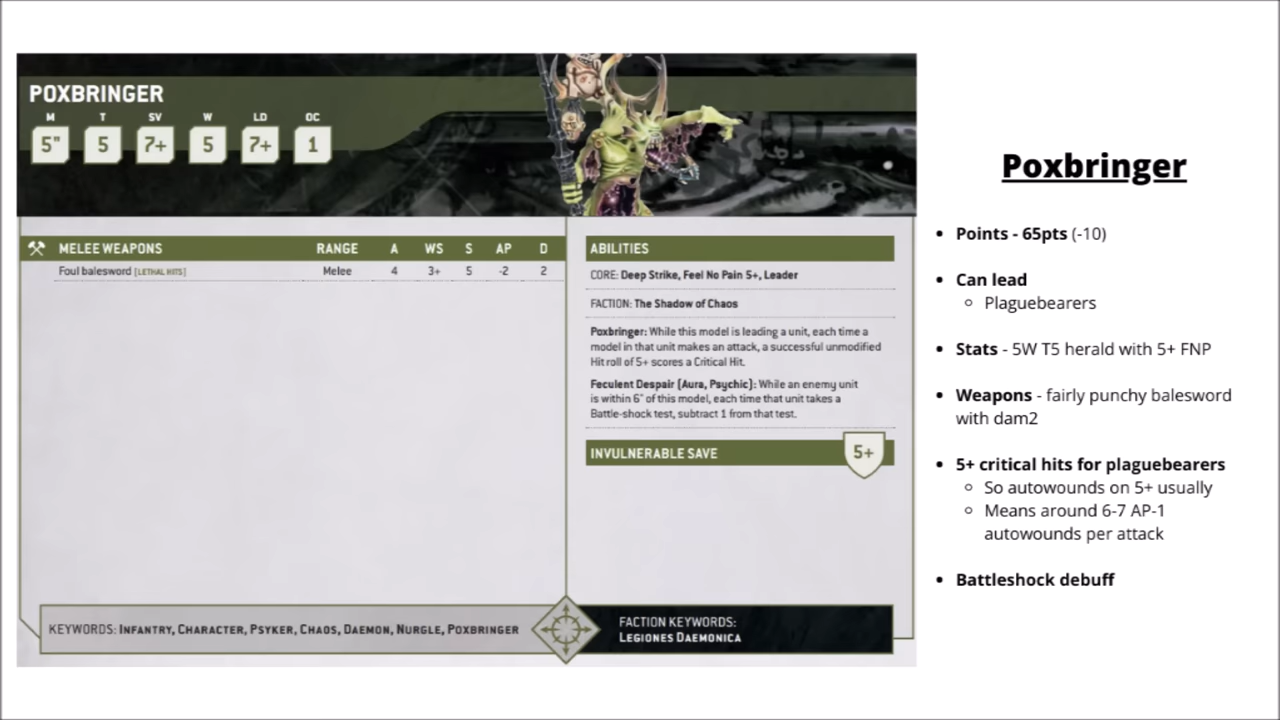 POXBRINGER
M T SV W LD OC
5" 5 7+ 5 7+ 1
MELEE WEAPONS RANGE A WS S AP D
Foul balesword [LETHAL HITS] Melee 4 3+ 5 -2 2
ABILITIES
CORE: Deep Strike, Feel No Pain 5+, Leader
FACTION: The Shadow of Chaos
Poxbringer: While this model is leading a unit, each time a
model in that unit makes an attack, a successful unmodified
Hit roll of 5+ scores a Critical Hit.
Feculent Despair (Aura, Psychic): While an enemy unit
is within 6" of this model, each time that unit takes a
Battle-shock test, subtract 1 from that test.
INVULNERABLE SAVE 5+
KEYWORDS: INFANTRY, CHARACTER, PSYKER, CHAOS, DAEMON, NURGLE, POXBRINGER
FACTION KEYWORDS:
LEGIONES DAEMONICA
Poxbringer
• Points - 65pts (-10)
• Can lead
○ Plaguebearers
• Stats - 5W T5 herald with 5+ FNP
• Weapons - fairly punchy balesword
with dam2
• 5+ critical hits for plaguebearers
○ So autowounds on 5+ usually
○ Means around 6-7 AP-1
autowounds per attack
• Battleshock debuff